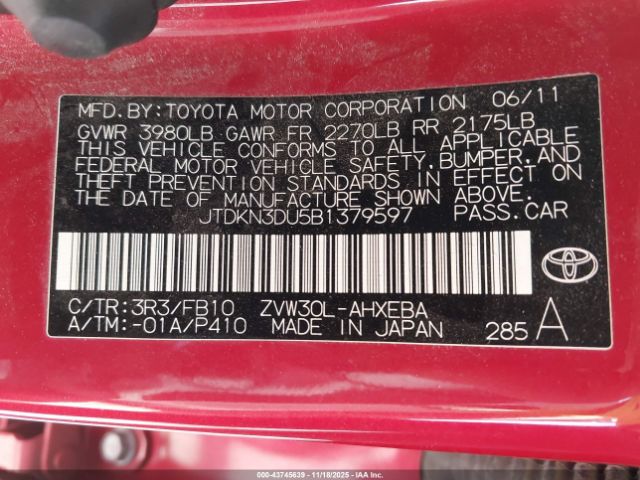 MFD.BY:TOYOTA MOTOR CORPORATION 06/11
GVWR 3980LB GAWR FR 2270LB RR 2175LB
THIS VEHICLE CONFORMS TO ALL APPLICABLE
FEDERAL MOTOR VEHICLE SAFETY,BUMPER,AND
THEFT PREVENTION STANDARDS IN EFFECT ON
THE DATE OF MANUFACTURE SHOWN ABOVE.
JTDKN3DU5B1379597 PASS.CAR
C/TR:3R3/FB10 ZVW30L-AHXEBA
A/TM:-01A/P410 MADE IN JAPAN 285 A
000-43745639 | 11/18/2025 - IAA Inc.